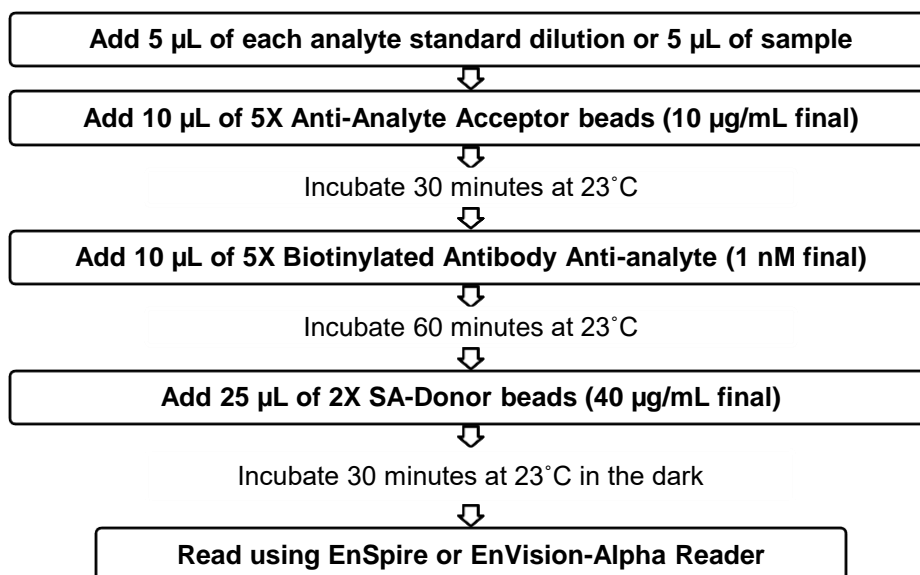 Add 5 µL of each analyte standard dilution or 5 µL of sample
Add 10 µL of 5X Anti-Analyte Acceptor beads (10 µg/mL final)
Incubate 30 minutes at 23˚C
Add 10 µL of 5X Biotinylated Antibody Anti-analyte (1 nM final)
Incubate 60 minutes at 23˚C
Add 25 µL of 2X SA-Donor beads (40 µg/mL final)
Incubate 30 minutes at 23˚C in the dark
Read using EnSpire or EnVision-Alpha Reader